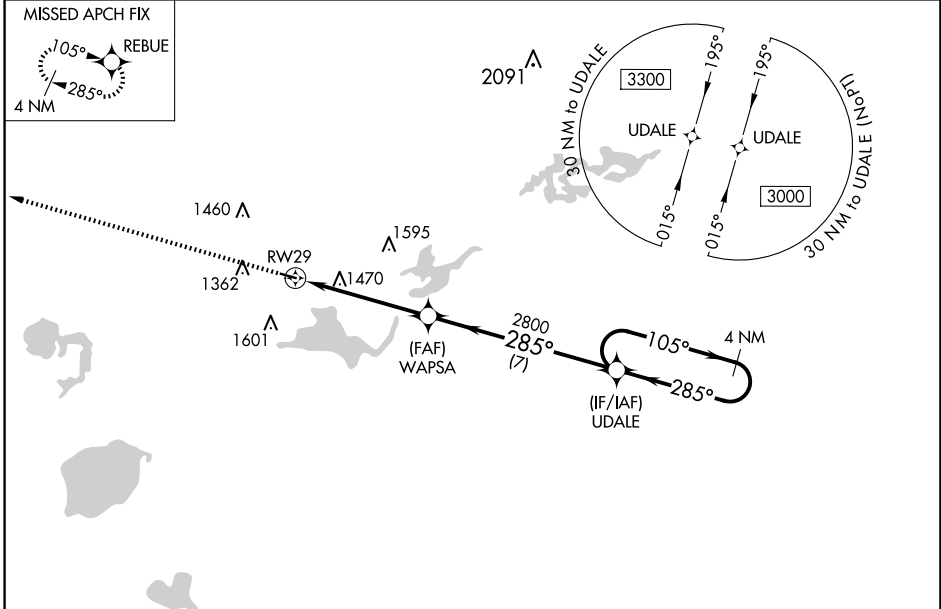 MISSED APCH FIX
105°
REBUE
285°
4 NM
2091
30 NM to UDALE
3300
195°
UDALE
015°
195°
UDALE
3000
015°
30 NM to UDALE (NoPT)
1460
1595
RW29
1362
1470
1601
(FAF)
WAPSA
2800
285°
(7)
105°
4 NM
285°
(IF/IAF)
UDALE